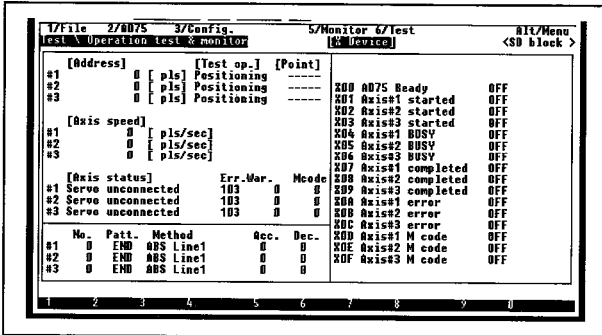 1/File 2/AD75 3/Config. 5/Monitor 6/Test Alt/Menu
Test \ Operation test & monitor [X Device] <SD block >
[Address] [Test op.] [Point]
#1 0 [ pls] Positioning -----
#2 0 [ pls] Positioning -----
#3 0 [ pls] Positioning -----
[Axis speed]
#1 0 [ pls/sec]
#2 0 [ pls/sec]
#3 0 [ pls/sec]
[Axis status] Err.War. Mcode
#1 Servo unconnected 103 0 0
#2 Servo unconnected 103 0 0
#3 Servo unconnected 103 0 0
No. Patt. Method Acc. Dec.
#1 0 END ABS Line1 0 0
#2 0 END ABS Line1 0 0
#3 0 END ABS Line1 0 0
X00 AD75 Ready OFF
X01 Axis#1 started OFF
X02 Axis#2 started OFF
X03 Axis#3 started OFF
X04 Axis#1 BUSY OFF
X05 Axis#2 BUSY OFF
X06 Axis#3 BUSY OFF
X07 Axis#1 completed OFF
X08 Axis#2 completed OFF
X09 Axis#3 completed OFF
X0A Axis#1 error OFF
X0B Axis#2 error OFF
X0C Axis#3 error OFF
X0D Axis#1 M code OFF
X0E Axis#2 M code OFF
X0F Axis#3 M code OFF
1 2 3 4 5 6 7 8 9 0